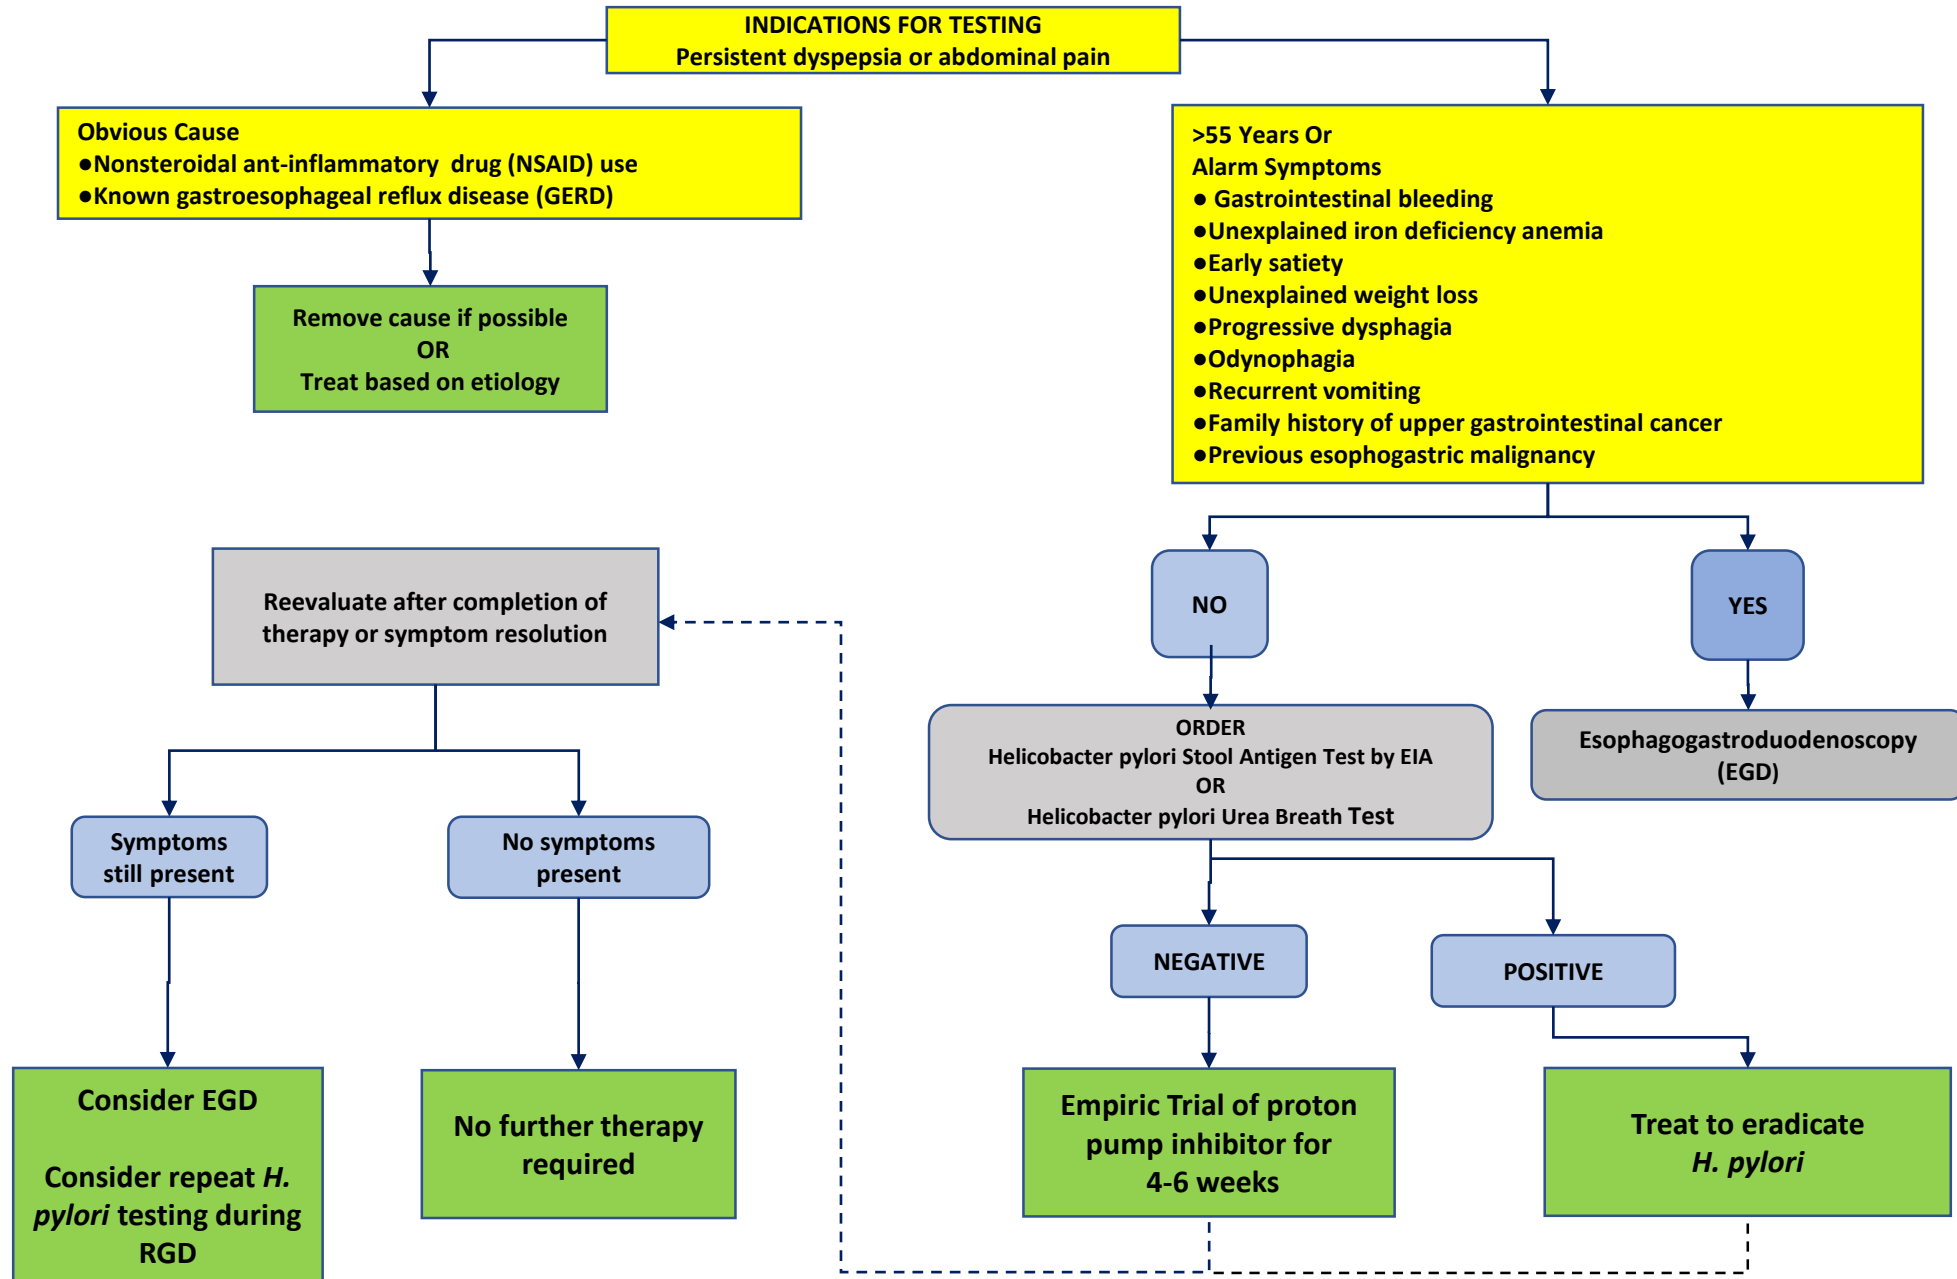 INDICATIONS FOR TESTING
Persistent dyspepsia or abdominal pain
Obvious Cause
●Nonsteroidal ant-inflammatory drug (NSAID) use
●Known gastroesophageal reflux disease (GERD)
Remove cause if possible
OR
Treat based on etiology
>55 Years Or
Alarm Symptoms
● Gastrointestinal bleeding
●Unexplained iron deficiency anemia
●Early satiety
●Unexplained weight loss
●Progressive dysphagia
●Odynophagia
●Recurrent vomiting
●Family history of upper gastrointestinal cancer
●Previous esophogastric malignancy
NO
YES
ORDER
Helicobacter pylori Stool Antigen Test by EIA
OR
Helicobacter pylori Urea Breath Test
Esophagogastroduodenoscopy
(EGD)
NEGATIVE
POSITIVE
Empiric Trial of proton
pump inhibitor for
4-6 weeks
Treat to eradicate
H. pylori
Reevaluate after completion of
therapy or symptom resolution
Symptoms
still present
No symptoms
present
Consider EGD
Consider repeat H.
pylori testing during
RGD
No further therapy
required